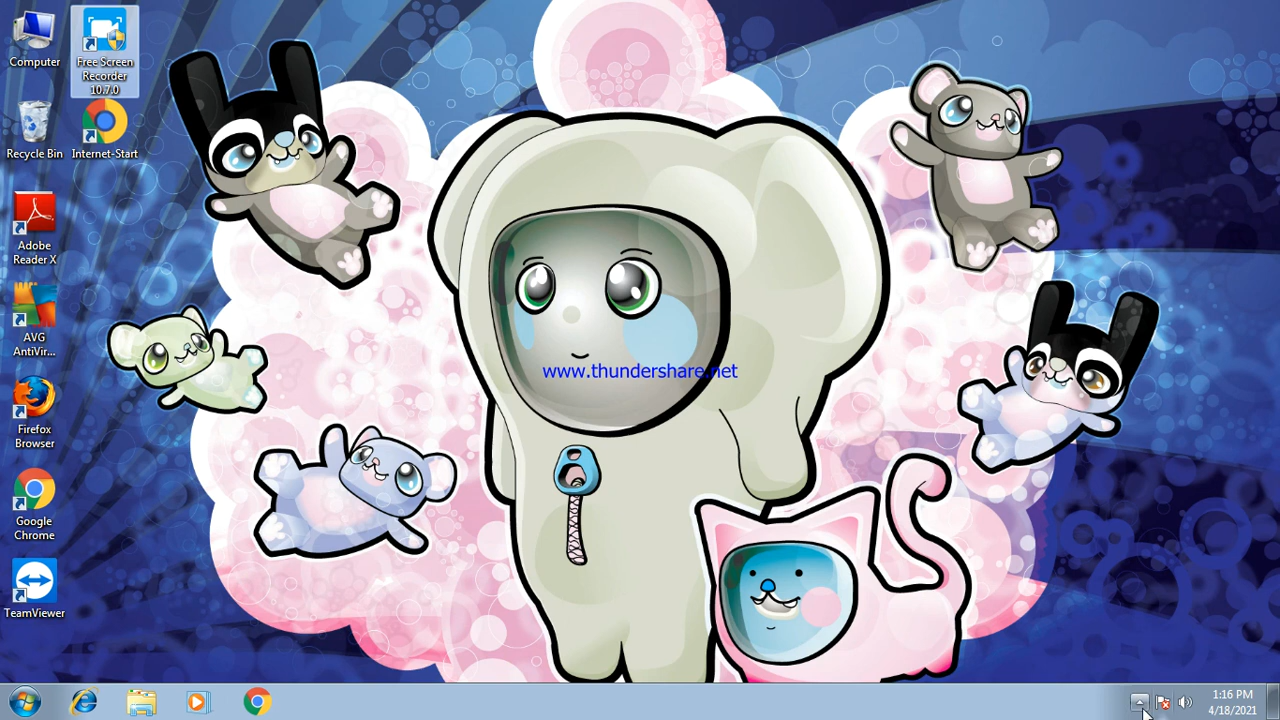 Computer
Free Screen
Recorder
10.7.0
Recycle Bin
Internet-Start
Adobe
Reader X
AVG
AntiVir...
Firefox
Browser
Google
Chrome
TeamViewer
www.thundershare.net
1:16 PM
4/18/2021